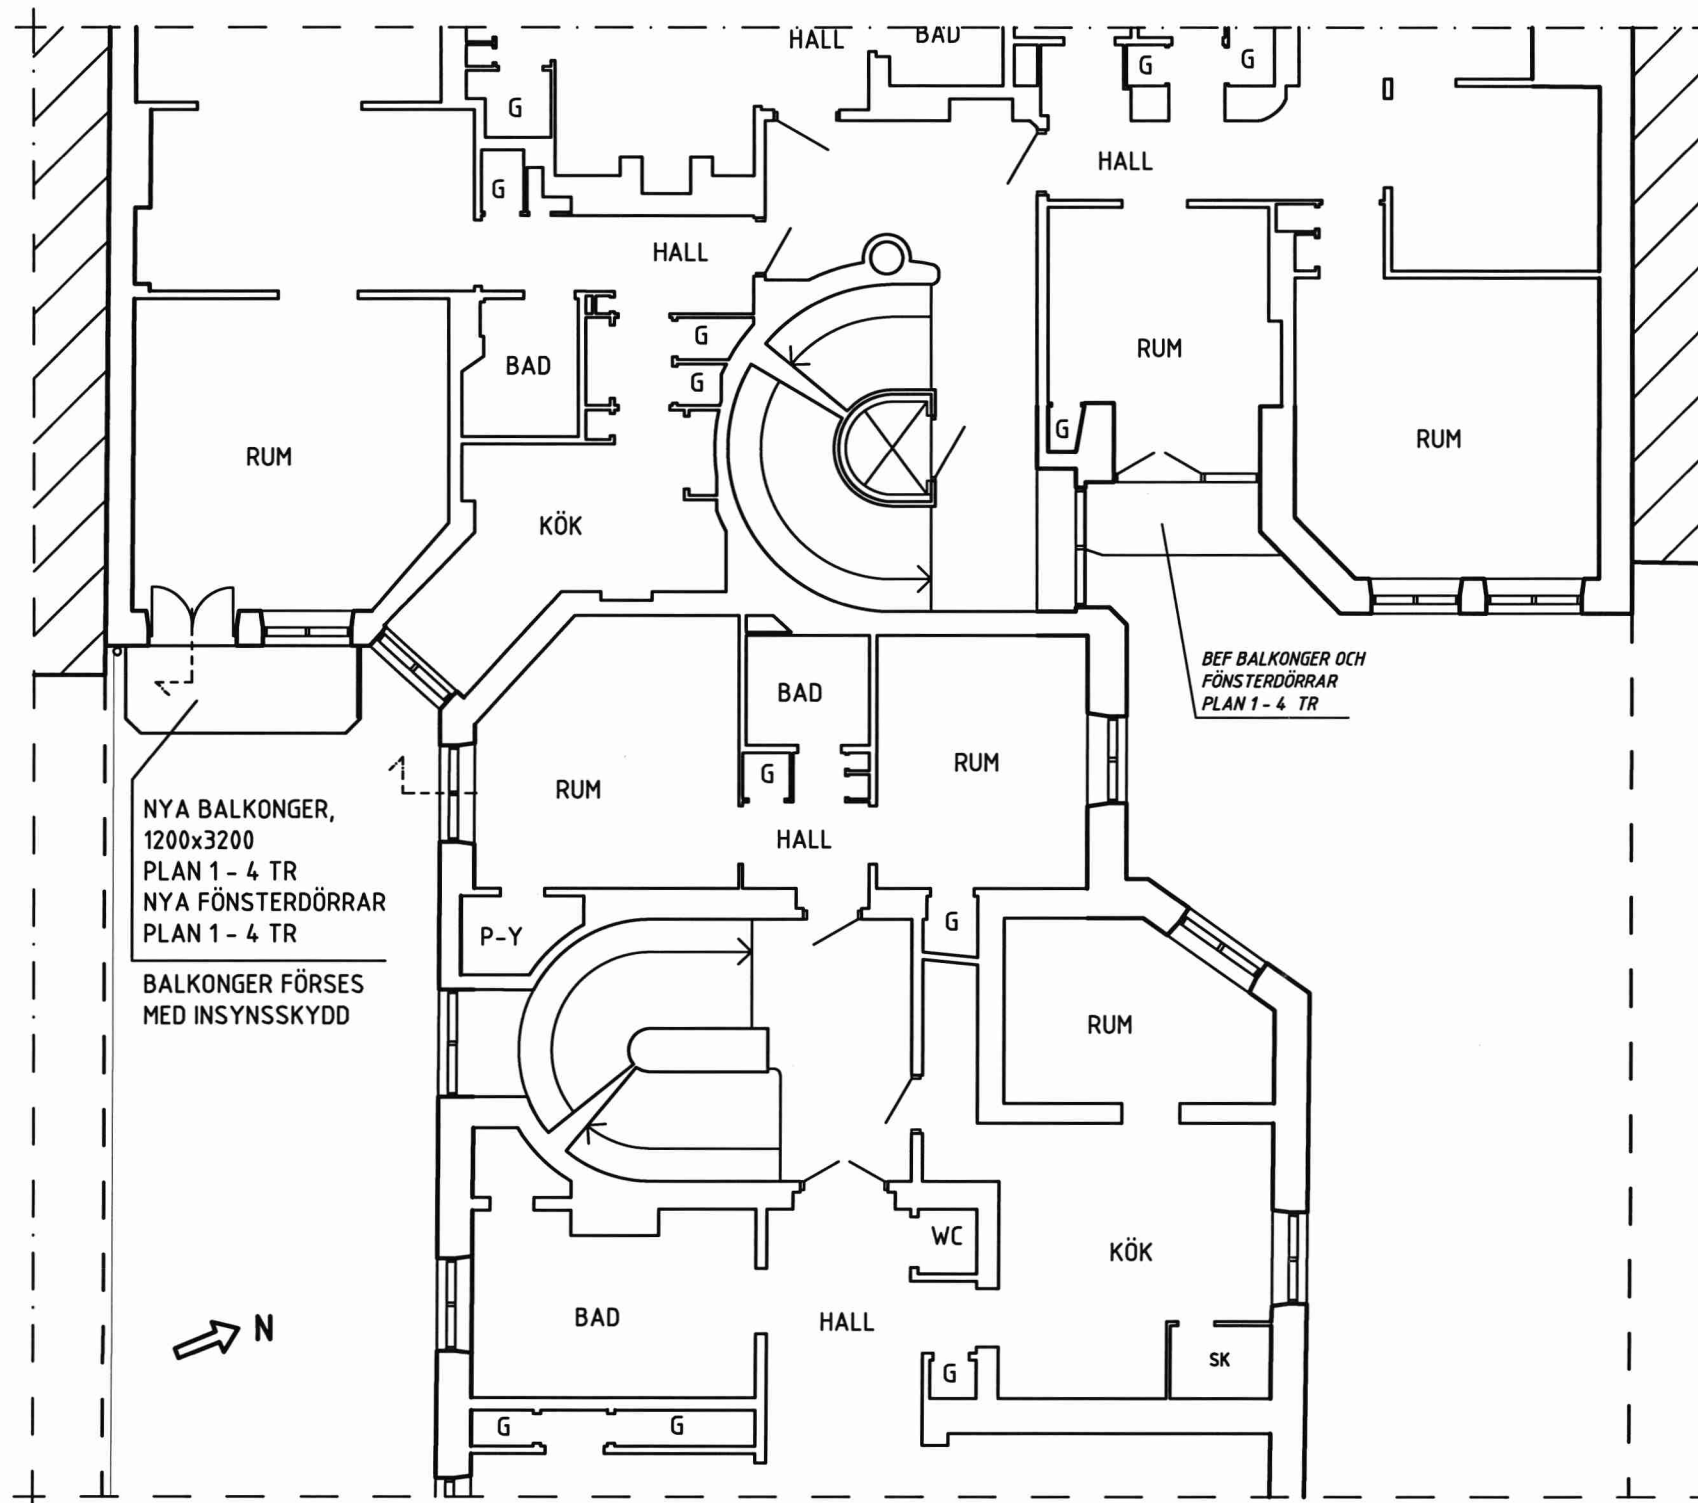 HALL
BAD
G
G
G
HALL
G
HALL
G
RUM
BAD
G
RUM
RUM
G
KÖK
BEF BALKONGER OCH
FÖNSTERDÖRRAR
PLAN 1 - 4 TR
BAD
RUM
G
RUM
NYA BALKONGER,
1200x3200
PLAN 1 - 4 TR
NYA FÖNSTERDÖRRAR
PLAN 1 - 4 TR
BALKONGER FÖRSES
MED INSYNSSKYDD
HALL
P-Y
G
RUM
WC
KÖK
BAD
HALL
N
SK
G
G
G